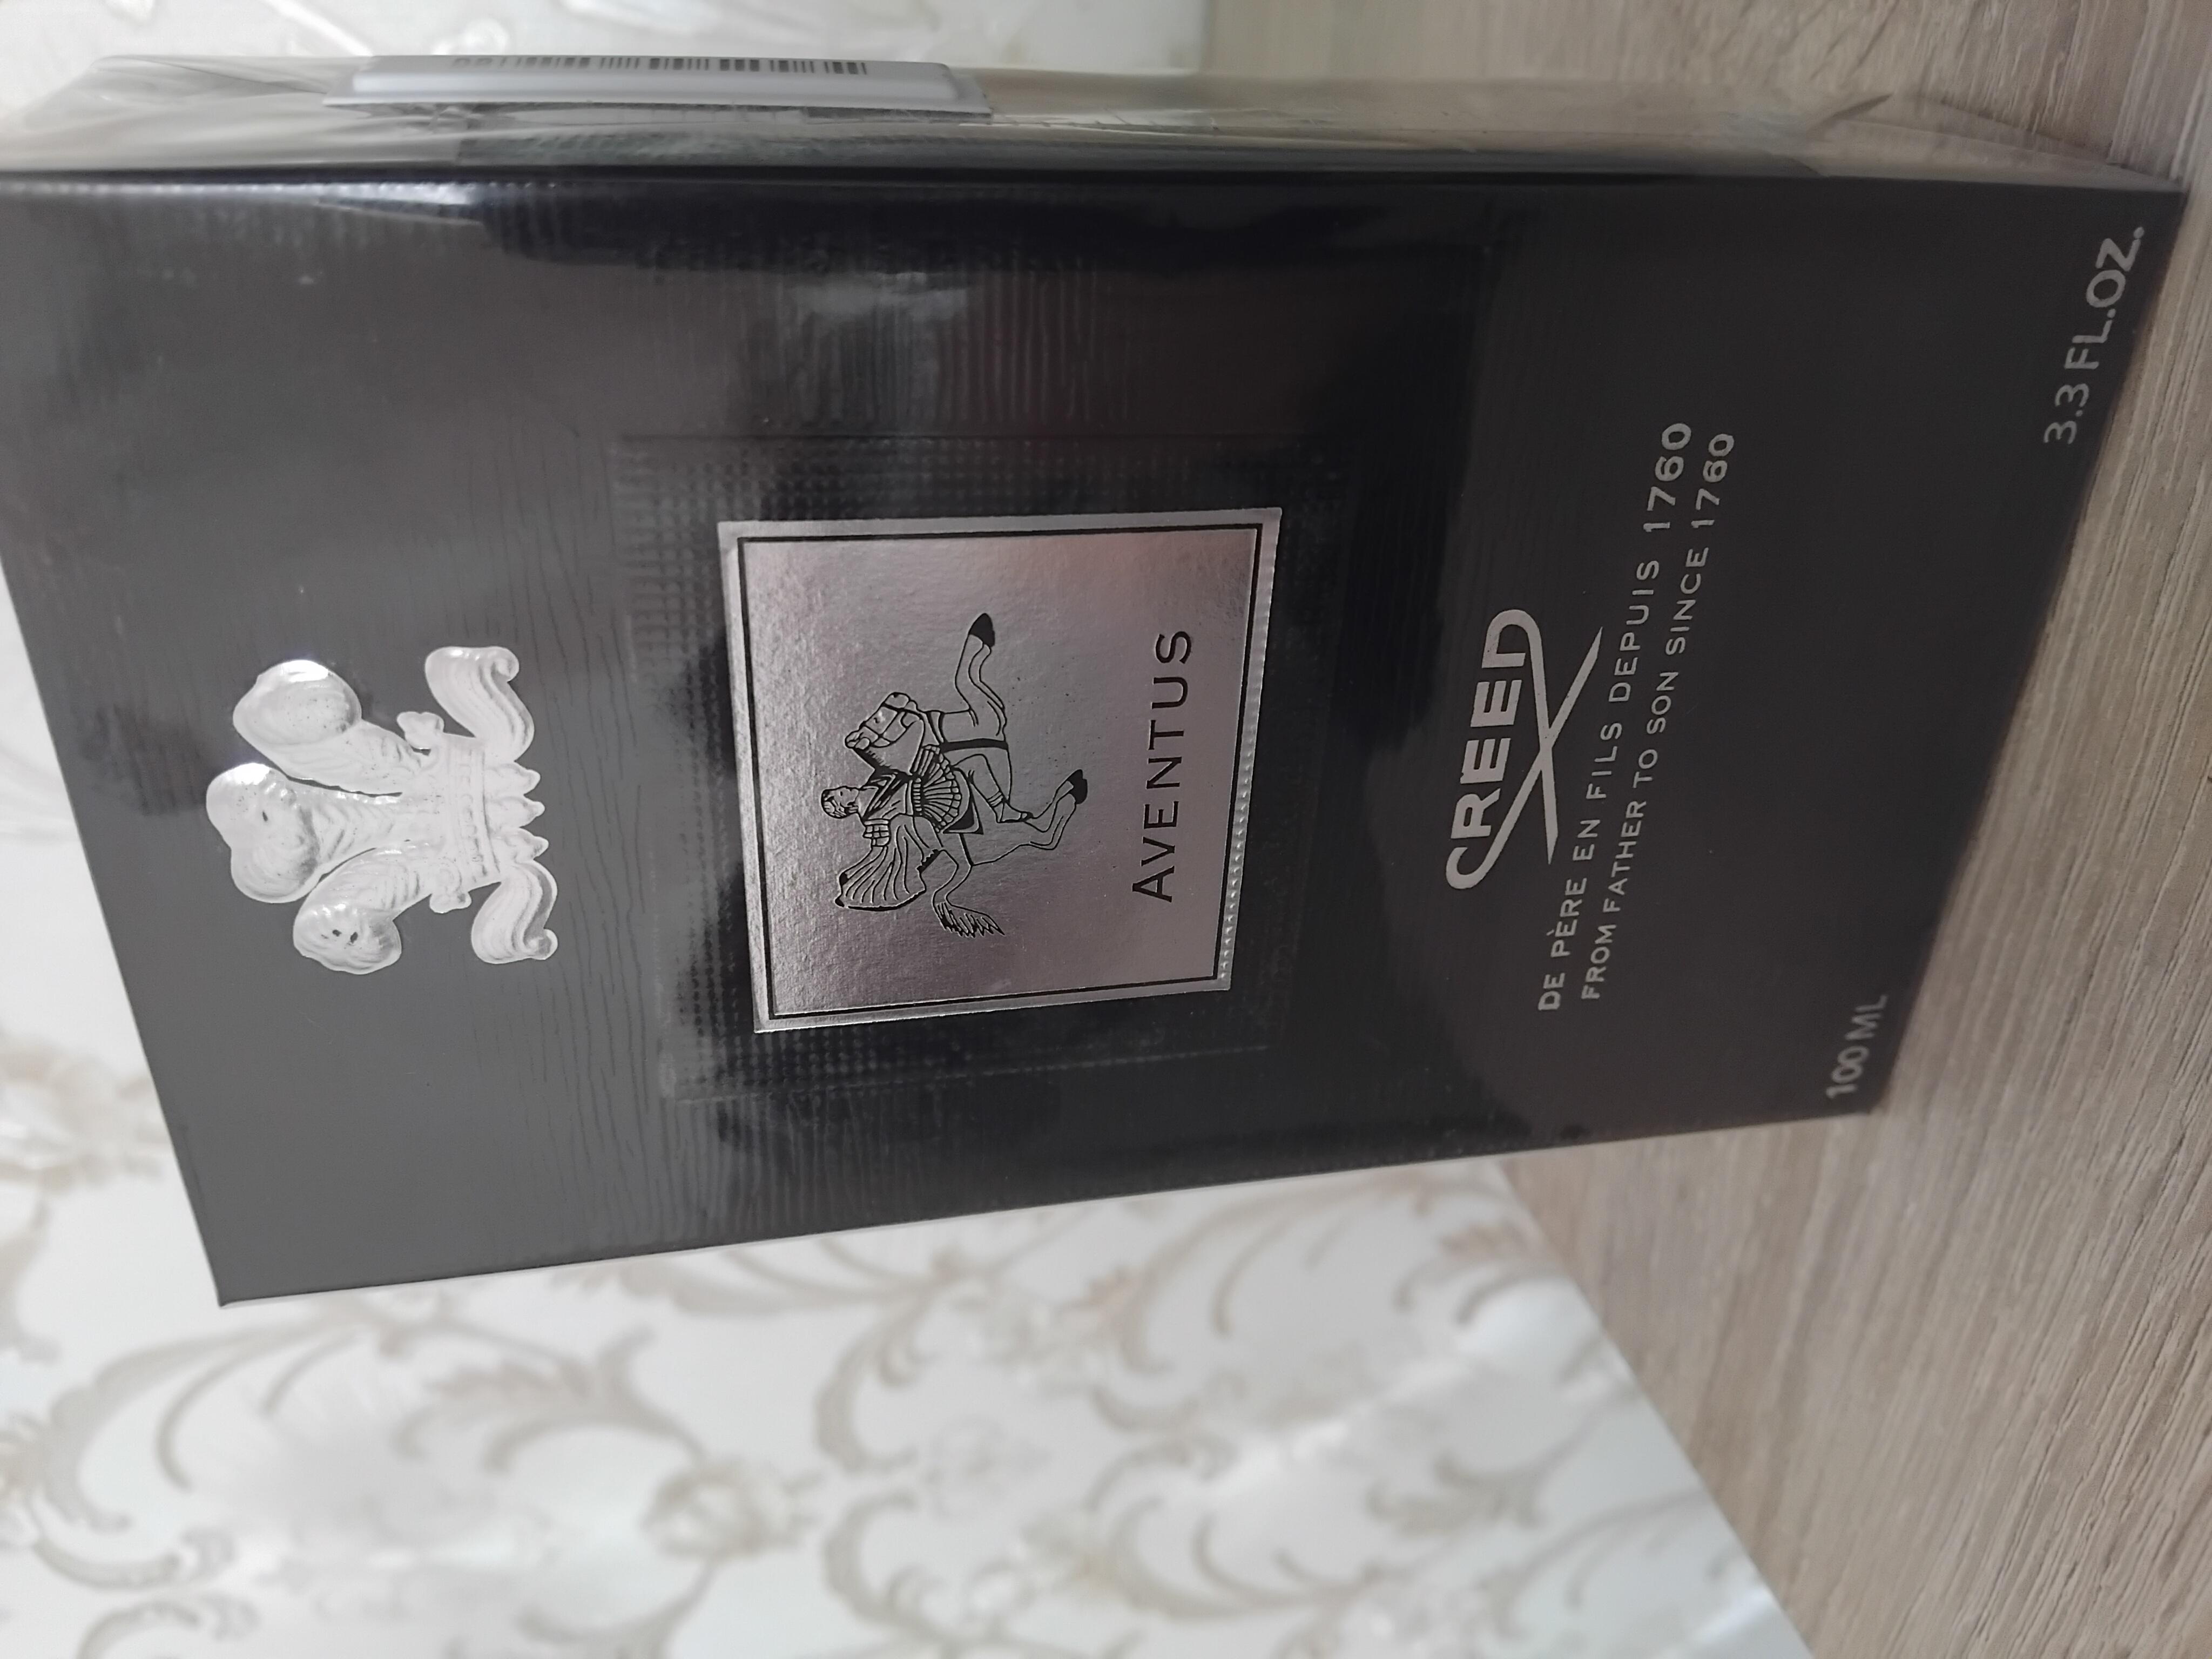 AVENTUS
CREED
DE PÈRE EN FILS DEPUIS 1760
FROM FATHER TO SON SINCE 1760
100 ML
3.3 FL.OZ.